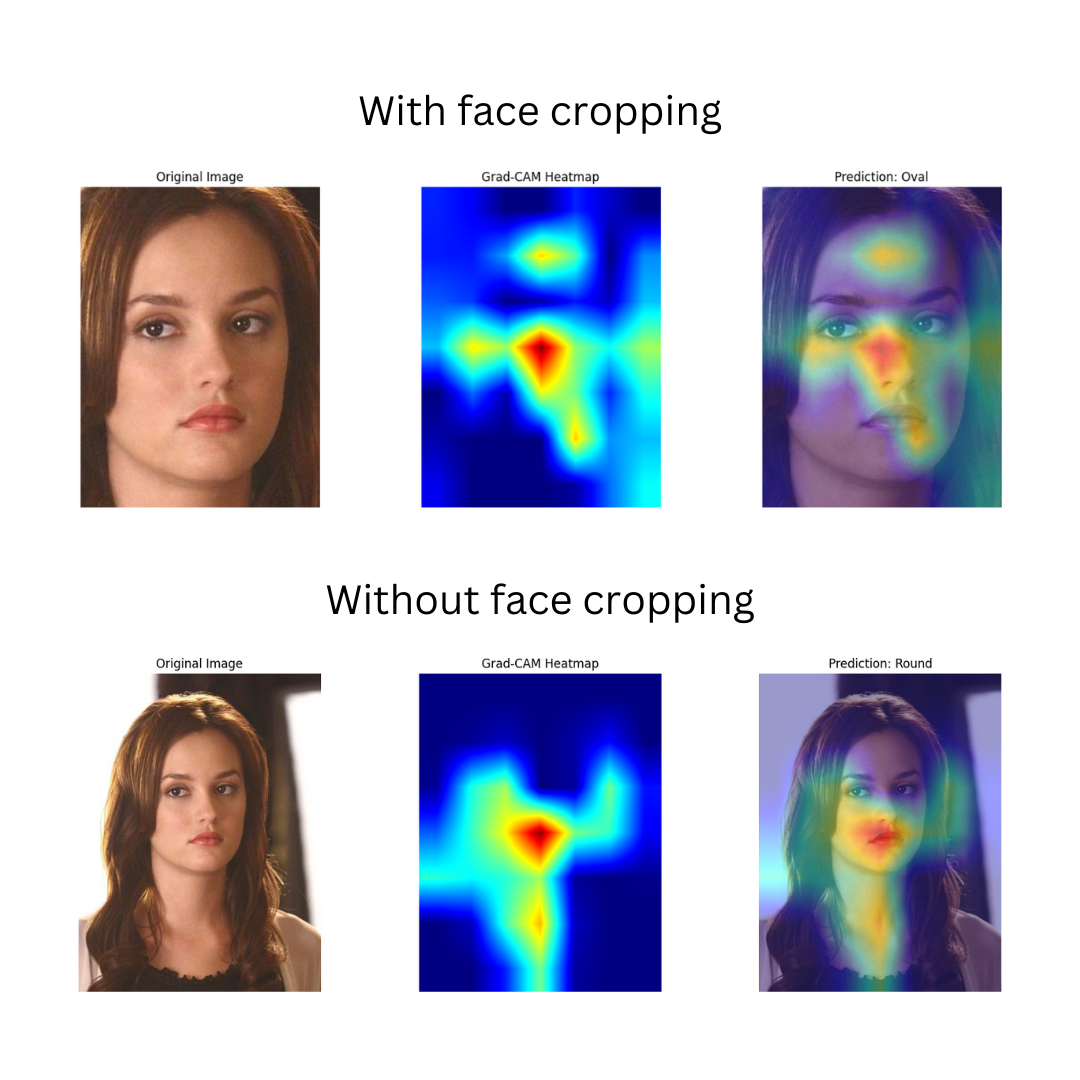 With face cropping
Original Image
Grad-CAM Heatmap
Prediction: Oval
Without face cropping
Original Image
Grad-CAM Heatmap
Prediction: Round